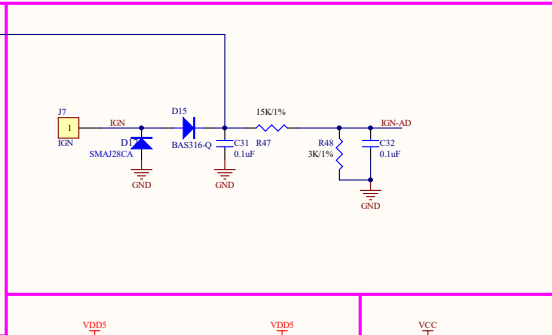 J7
1
IGN
IGN
D15
BAS316-Q
SMAJ28CA
GND
C31
0.1uF
GND
15K/1%
R47
IGN-AD
R48
3K/1%
C32
0.1uF
GND
VDD5
VDD5
VCC